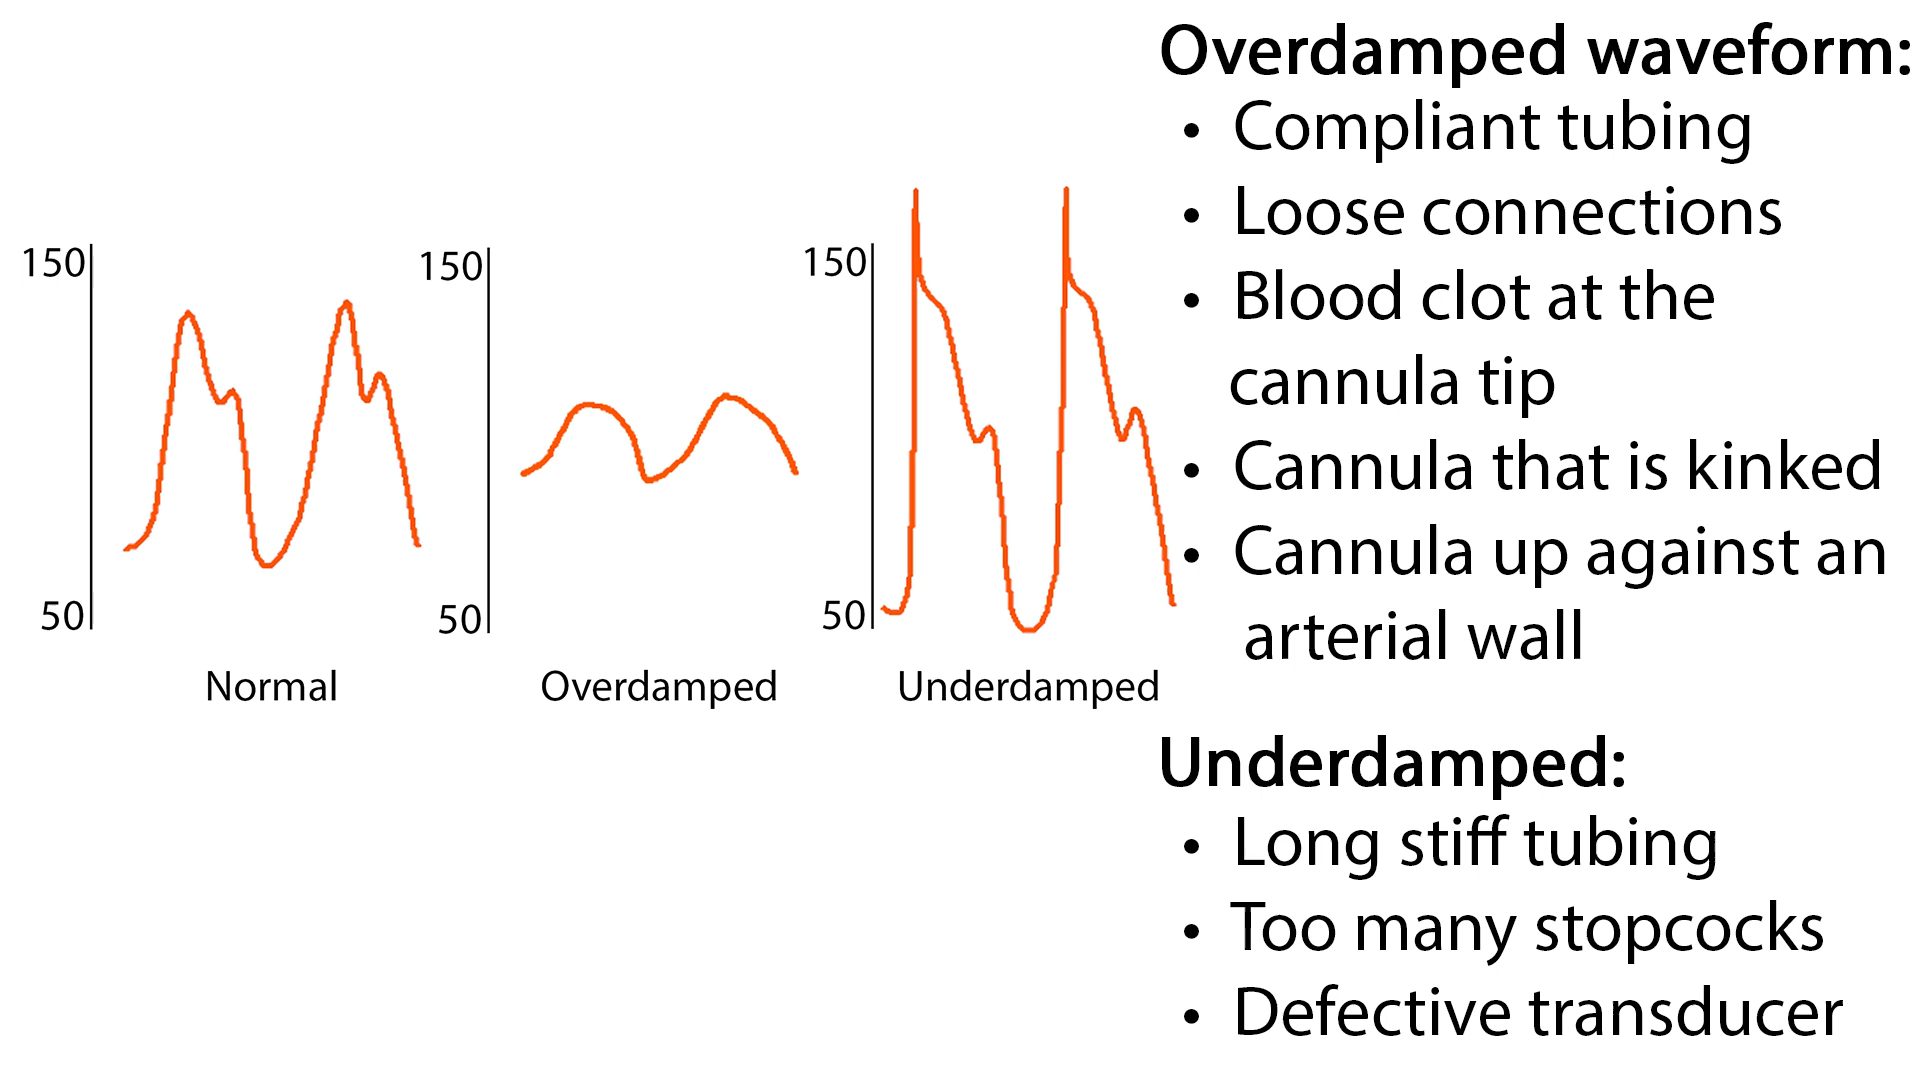 150
50
Normal
150
50
Overdamped
150
50
Underdamped
Overdamped waveform:
• Compliant tubing
• Loose connections
• Blood clot at the
cannula tip
• Cannula that is kinked
• Cannula up against an
arterial wall
Underdamped:
• Long stiff tubing
• Too many stopcocks
• Defective transducer